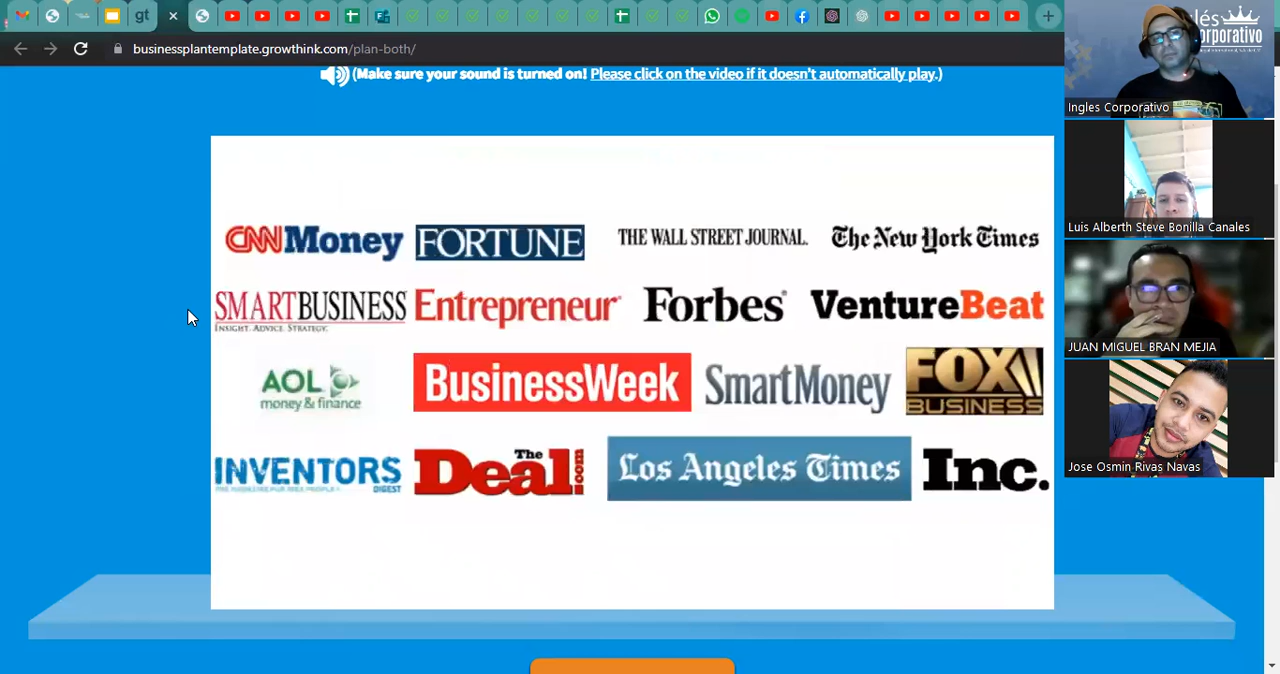 gt
businessplantemplate.growthink.com/plan-both/
(Make sure your sound is turned on! Please click on the video if it doesn't automatically play.)
CNNMoney FORTUNE THE WALL STREET JOURNAL. The New York Times
SMARTBUSINESS Entrepreneur Forbes VentureBeat
INSIGHT. ADVICE. STRATEGY.
AOL BusinessWeek SmartMoney FOX
money & finance BUSINESS
INVENTORS The Deal.com Los Angeles Times Inc.
DIGEST
lés
orporativo
Ingles Corporativo
Luis Alberth Steve Bonilla Canales
JUAN MIGUEL BRAN MEJIA
Jose Osmin Rivas Navas